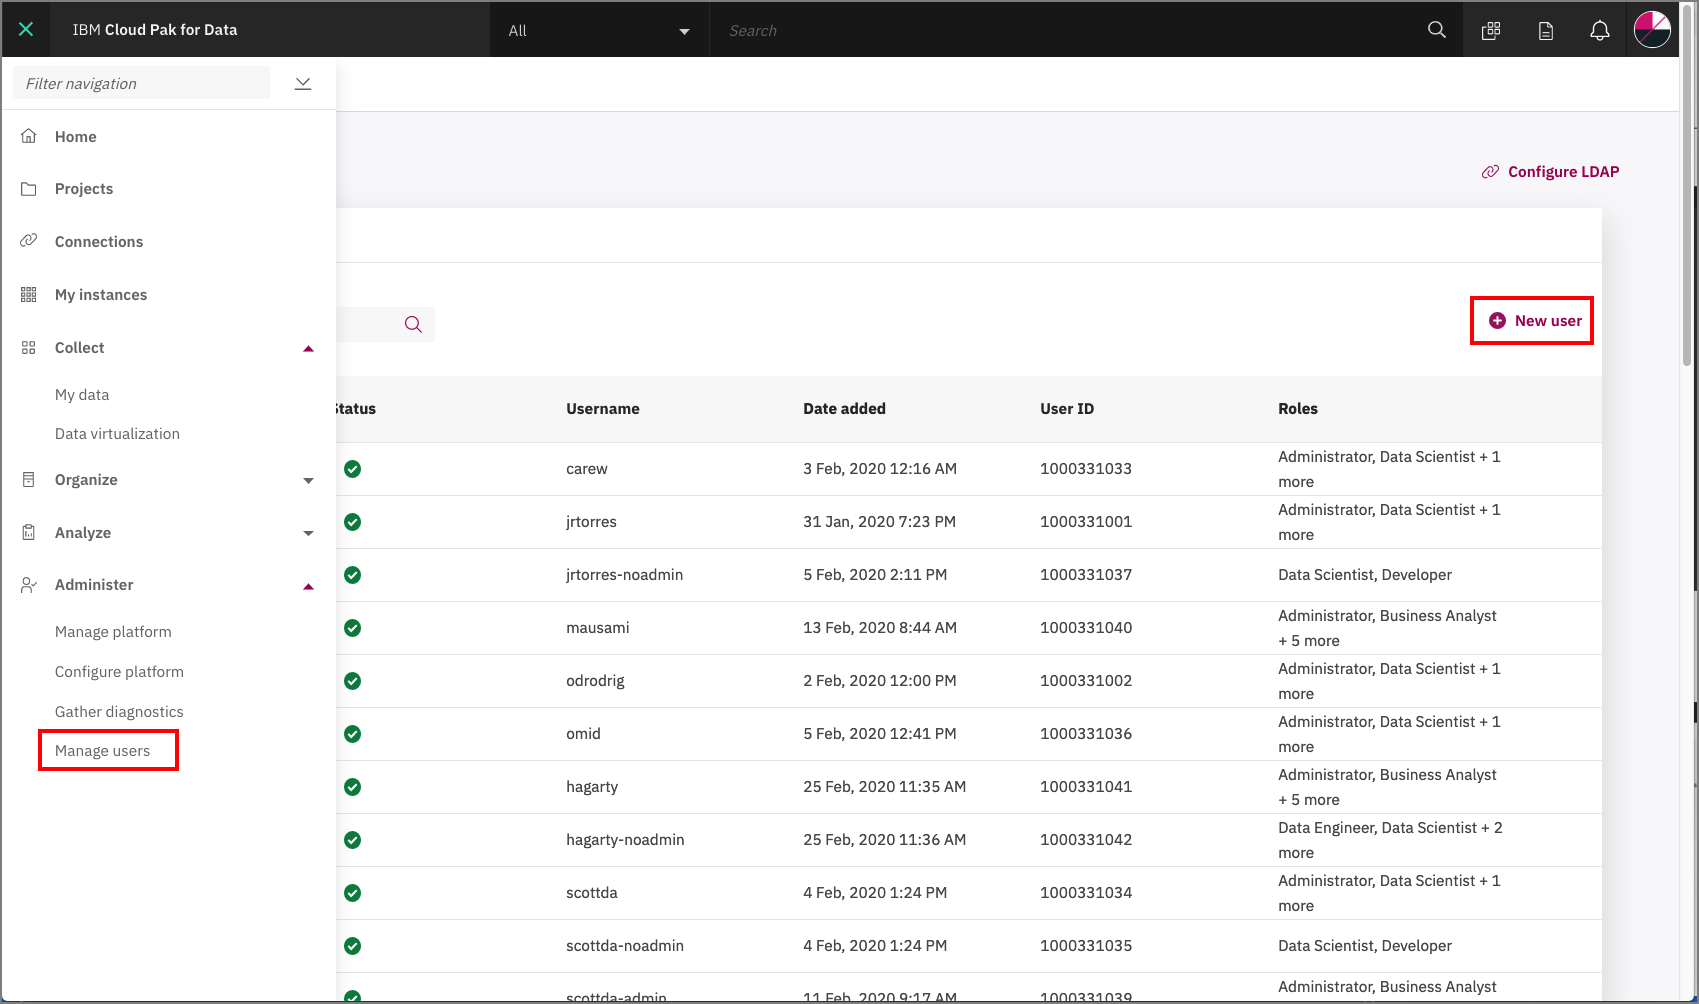 IBM Cloud Pak for Data
All
Search
Filter navigation
Home
Projects
Connections
My instances
Collect
My data
Data virtualization
Organize
Analyze
Administer
Manage platform
Configure platform
Gather diagnostics
Manage users
Configure LDAP
New user
Status Username Date added User ID Roles
carew 3 Feb, 2020 12:16 AM 1000331033 Administrator, Data Scientist + 1
more
jrtorres 31 Jan, 2020 7:23 PM 1000331001 Administrator, Data Scientist + 1
more
jrtorres-noadmin 5 Feb, 2020 2:11 PM 1000331037 Data Scientist, Developer
mausami 13 Feb, 2020 8:44 AM 1000331040 Administrator, Business Analyst
+ 5 more
odrodrig 2 Feb, 2020 12:00 PM 1000331002 Administrator, Data Scientist + 1
more
omid 5 Feb, 2020 12:41 PM 1000331036 Administrator, Data Scientist + 1
more
hagarty 25 Feb, 2020 11:35 AM 1000331041 Administrator, Business Analyst
+ 5 more
hagarty-noadmin 25 Feb, 2020 11:36 AM 1000331042 Data Engineer, Data Scientist + 2
more
scottda 4 Feb, 2020 1:24 PM 1000331034 Administrator, Data Scientist + 1
more
scottda-noadmin 4 Feb, 2020 1:24 PM 1000331035 Data Scientist, Developer
scottda-admin 11 Feb, 2020 9:17 AM 1000331039 Administrator, Business Analyst